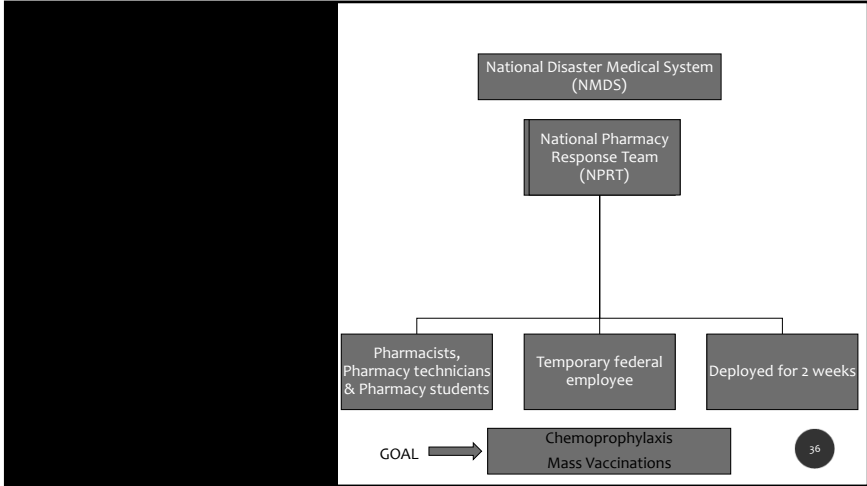 National Disaster Medical System
(NMDS)
National Pharmacy
Response Team
(NPRT)
Pharmacists,
Pharmacy technicians
& Pharmacy students
Temporary federal
employee
Deployed for 2 weeks
GOAL
Chemoprophylaxis
Mass Vaccinations
36